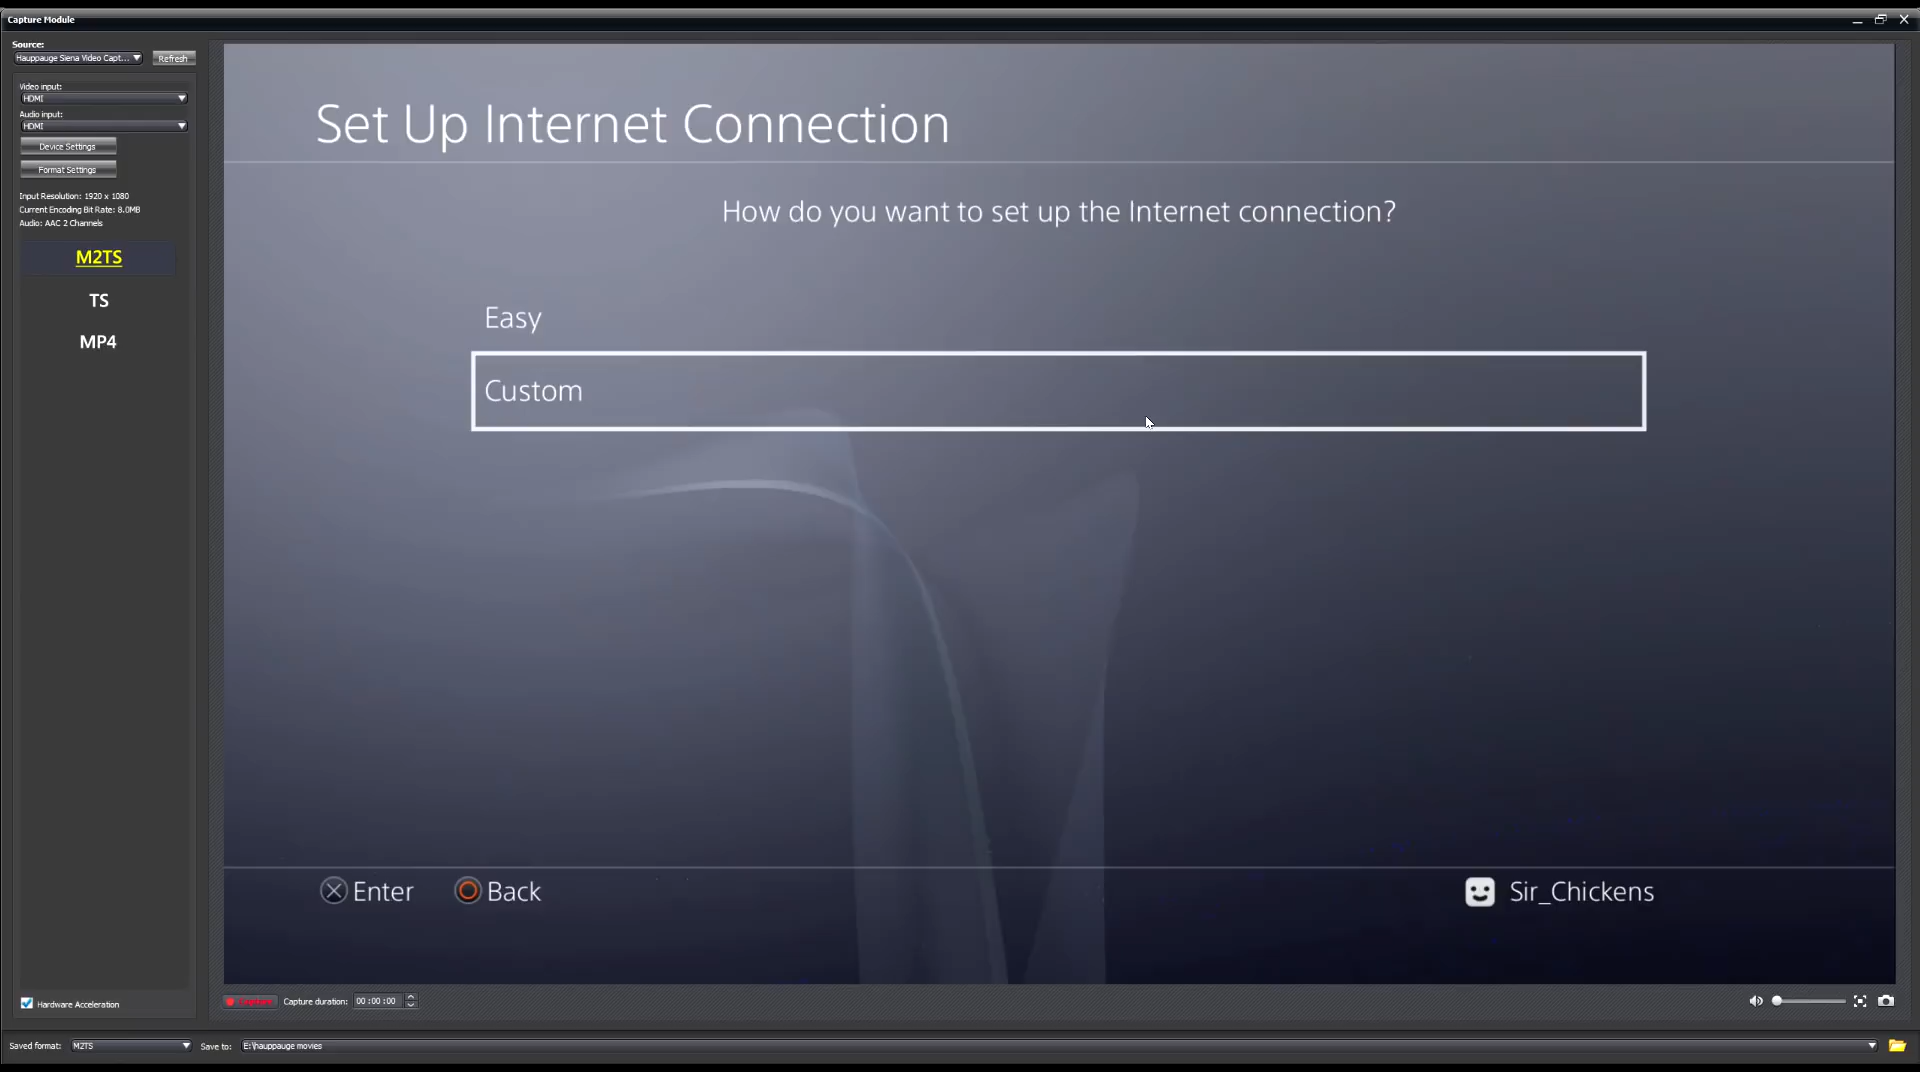 Capture Module
Source:
Hauppauge Siena Video Capt...
Refresh
Video input:
HDMI
Audio input:
HDMI
Device Settings
Format Settings
Input Resolution: 1920 x 1080
Current Encoding Bit Rate: 8.0MB
Audio: AAC 2 Channels
M2TS
TS
MP4
Hardware Acceleration
Set Up Internet Connection
How do you want to set up the Internet connection?
Easy
Custom
Enter
Back
Sir_Chickens
Capture
Capture duration:
00 :00 :00
Saved format:
M2TS
Save to:
E:\hauppauge movies